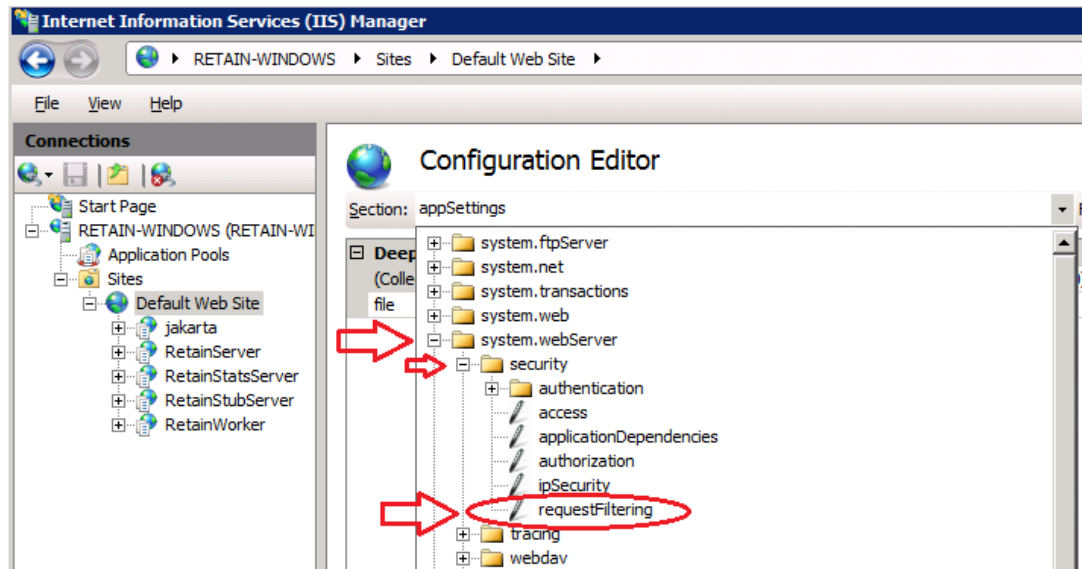 Internet Information Services (IIS) Manager
RETAIN-WINDOWS Sites Default Web Site
File View Help
Connections
Start Page
RETAIN-WINDOWS (RETAIN-WI
Application Pools
Sites
Default Web Site
jakarta
RetainServer
RetainStatsServer
RetainStubServer
RetainWorker
Configuration Editor
Section: appSettings
Deep
(Colle
file
system.ftpServer
system.net
system.transactions
system.web
system.webServer
security
authentication
access
applicationDependencies
authorization
ipSecurity
requestFiltering
tracing
webdav